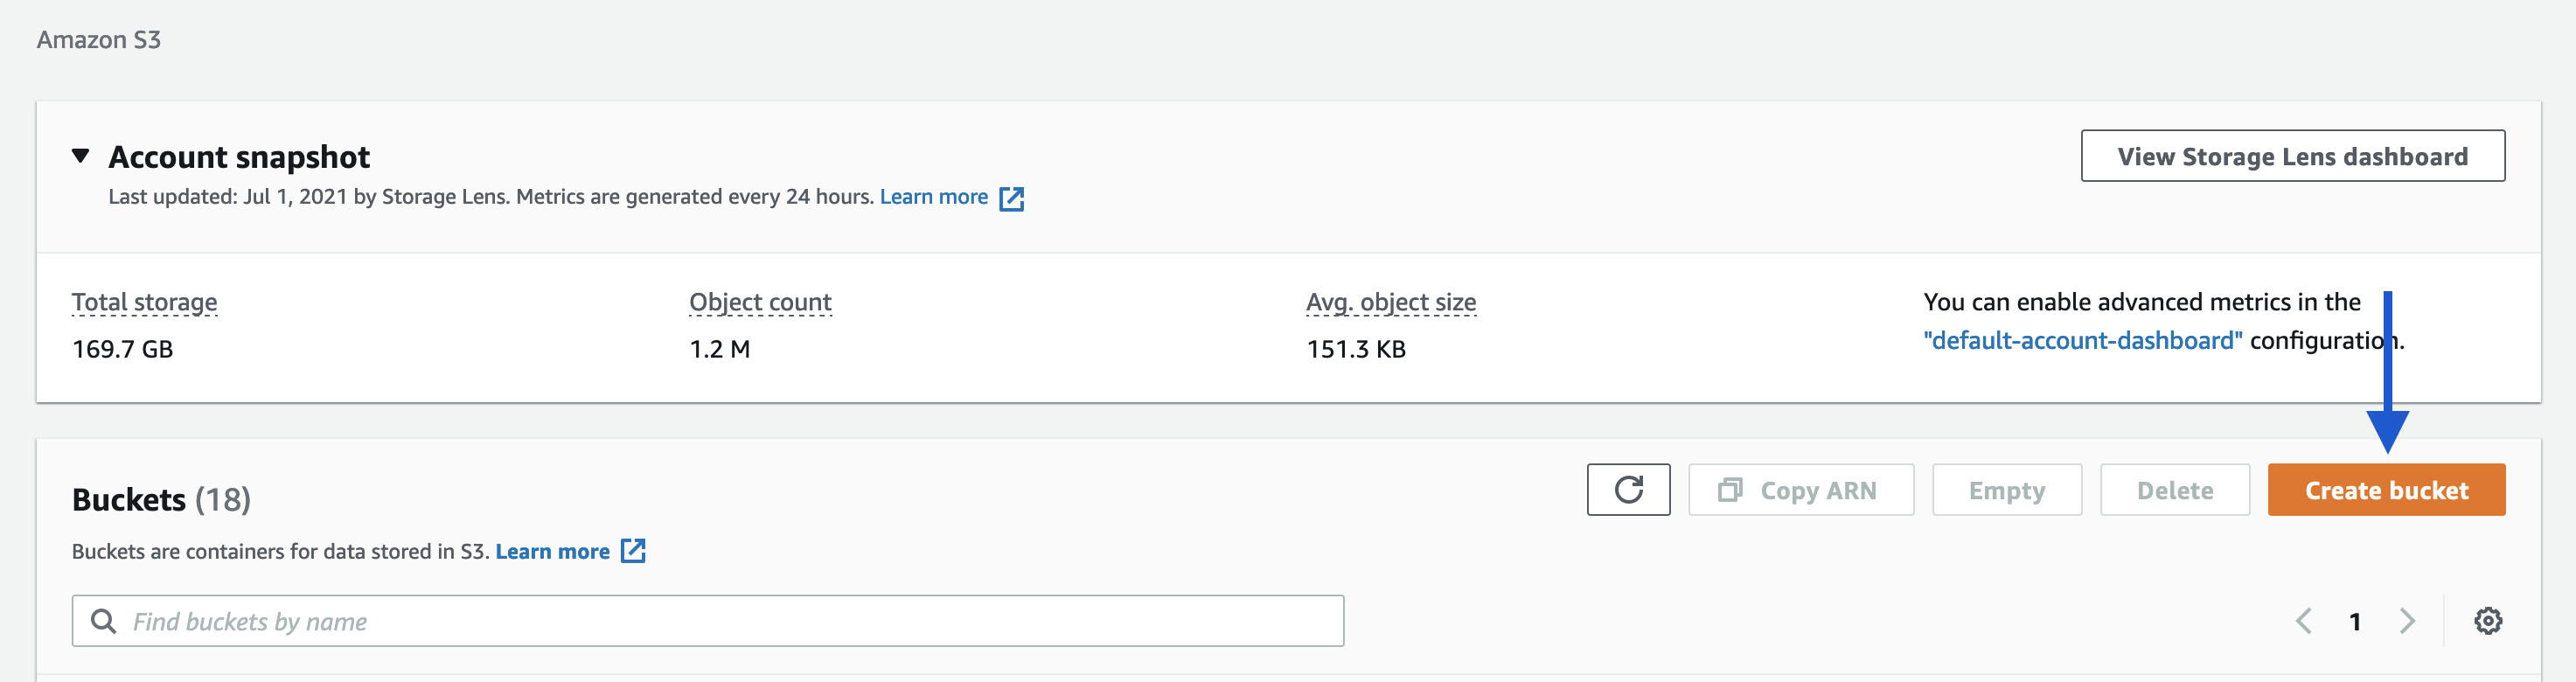 Amazon S3
Account snapshot
View Storage Lens dashboard
Last updated: Jul 1, 2021 by Storage Lens. Metrics are generated every 24 hours. Learn more
Total storage
169.7 GB
Object count
1.2 M
Avg. object size
151.3 KB
You can enable advanced metrics in the
"default-account-dashboard" configuration.
Buckets (18)
Copy ARN
Empty
Delete
Create bucket
Buckets are containers for data stored in S3. Learn more
Find buckets by name
1